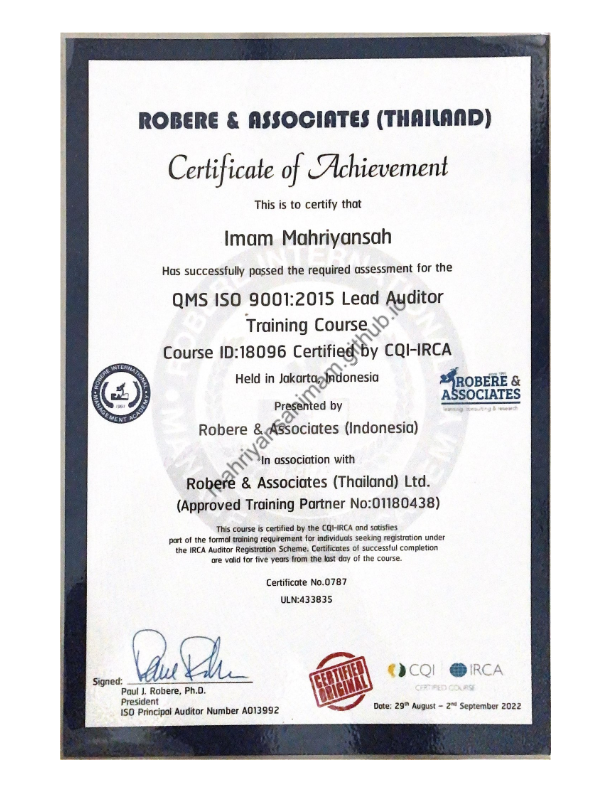 ROBERE & ASSOCIATES (THAILAND)
Certificate of Achievement
This is to certify that
Imam Mahriyansah
Has successfully passed the required assessment for the
QMS ISO 9001:2015 Lead Auditor
Training Course
Course ID:18096 Certified by CQI-IRCA
Held in Jakarta, Indonesia
Presented by
Robere & Associates (Indonesia)
In association with
Robere & Associates (Thailand) Ltd.
(Approved Training Partner No:01180438)
This course is certified by the CQI-IRCA and satisfies
part of the formal training requirement for individuals seeking registration under
the IRCA Auditor Registration Scheme. Certificates of successful completion
are valid for five years from the last day of the course.
Certificate No.0787
ULN:433835
mahriyansahimam.github.io
ROBERE INTERNATIONAL
MANAGEMENT ACADEMY
ROBERE &
ASSOCIATES
learning, consulting & research
Signed:
Paul J. Robere, Ph.D.
President
ISO Principal Auditor Number A013992
CERTIFIED
ORIGINAL
CQI IRCA
CERTIFIED COURSE
Date: 29th August – 2nd September 2022